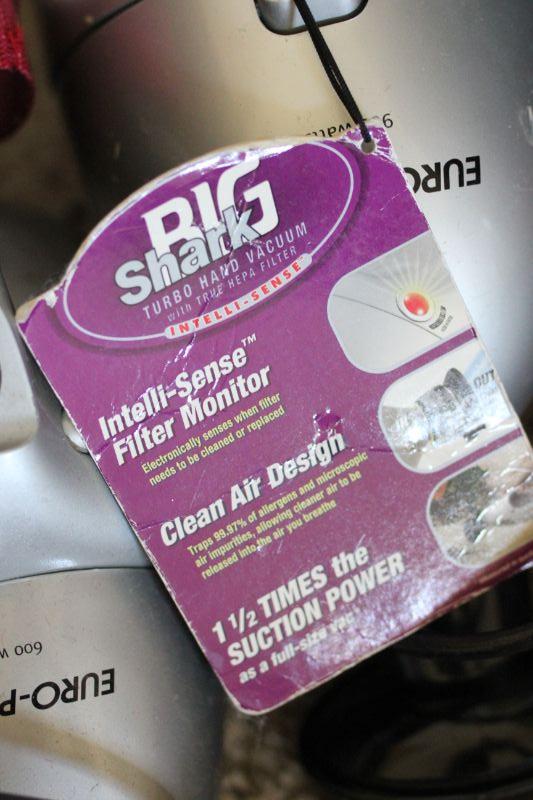 BIG
Shark
TURBO HAND VACUUM
with TRUE HEPA FILTER
INTELLI-SENSE™
Intelli-Sense™
Filter Monitor
Electronically senses when filter
needs to be cleaned or replaced
Clean Air Design
Traps 99.97% of allergens and microscopic
air impurities, allowing cleaner air to be
released into the air you breathe
1 1/2 TIMES the
SUCTION POWER
as a full-size vac
OUT
EURO
600 w
EURO-P